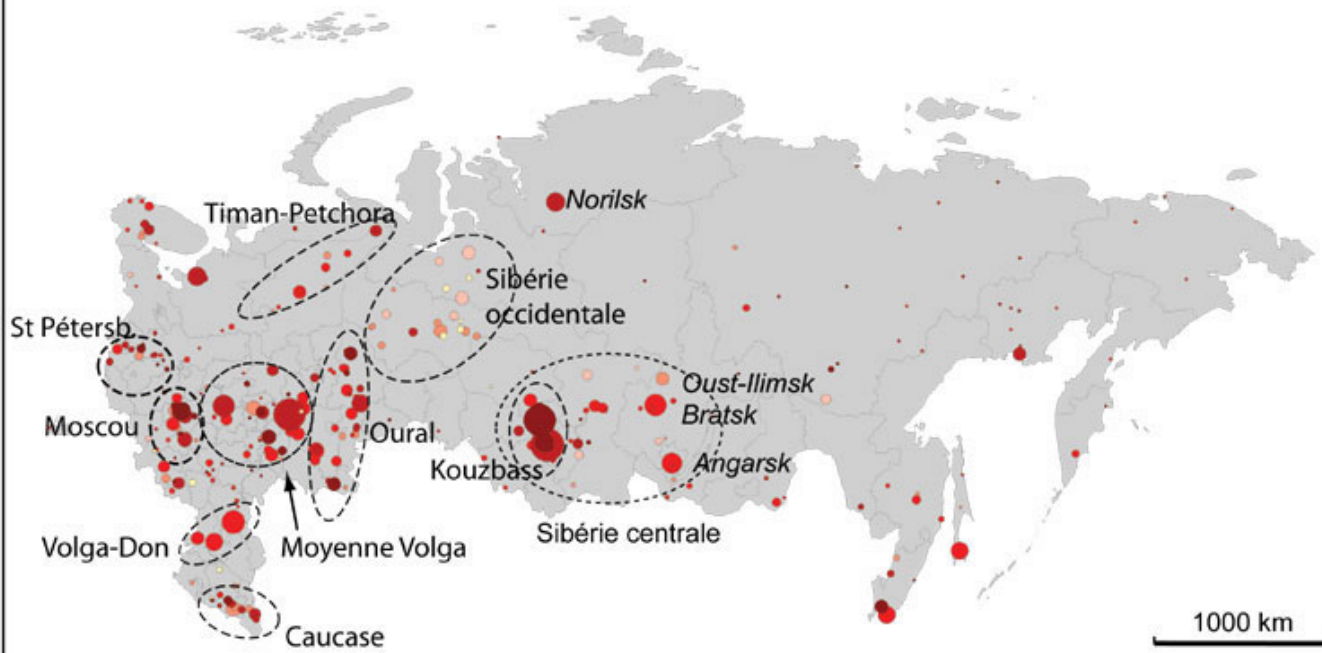 Norilsk
Timan-Petchora
Sibérie
occidentale
St Pétersb.
Oust-Ilimsk
Bratsk
Moscou
Oural
Kouzbass
Angarsk
Sibérie centrale
Volga-Don
Moyenne Volga
1000 km
Caucase